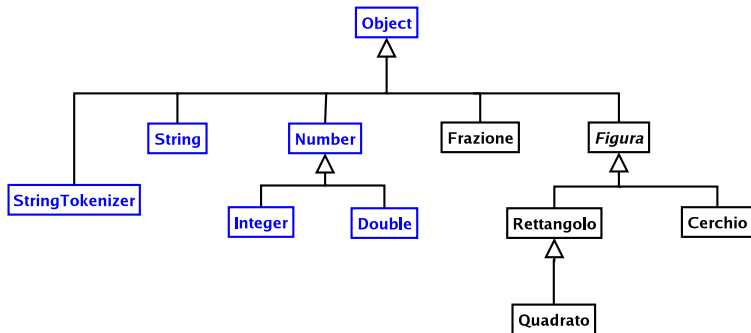 Object
String
Number
Frazione
Figura
StringTokenizer
Integer
Double
Rettangolo
Cerchio
Quadrato